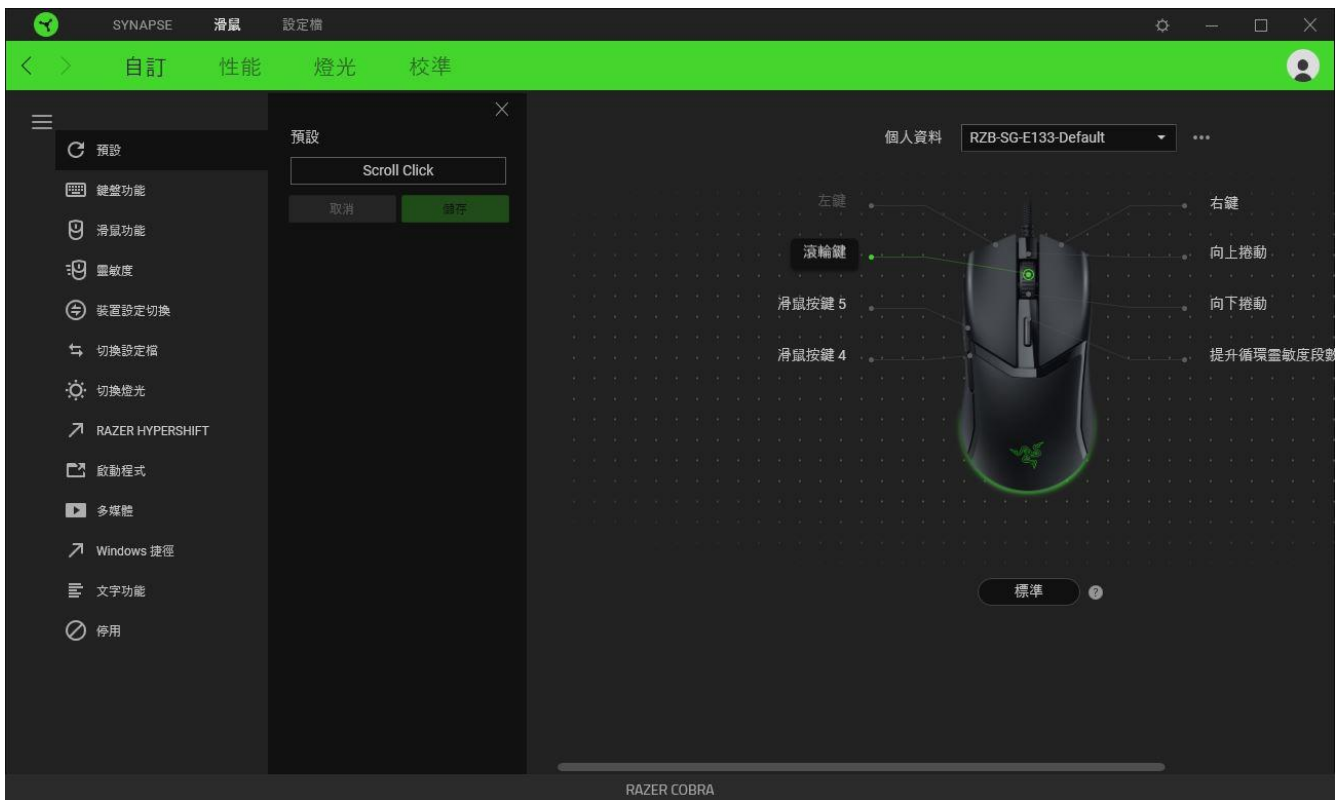 SYNAPSE 滑鼠 設定檔
自訂 性能 燈光 校準
預設
鍵盤功能
滑鼠功能
靈敏度
裝置設定切換
切換設定檔
切換燈光
RAZER HYPERSHIFT
啟動程式
多媒體
Windows 捷徑
文字功能
停用
預設
Scroll Click
取消 儲存
個人資料 RZB-SG-E133-Default
左鍵
滾輪鍵
滑鼠按鍵 5
滑鼠按鍵 4
右鍵
向上捲動
向下捲動
提升循環靈敏度段數
標準 ?
RAZER COBRA